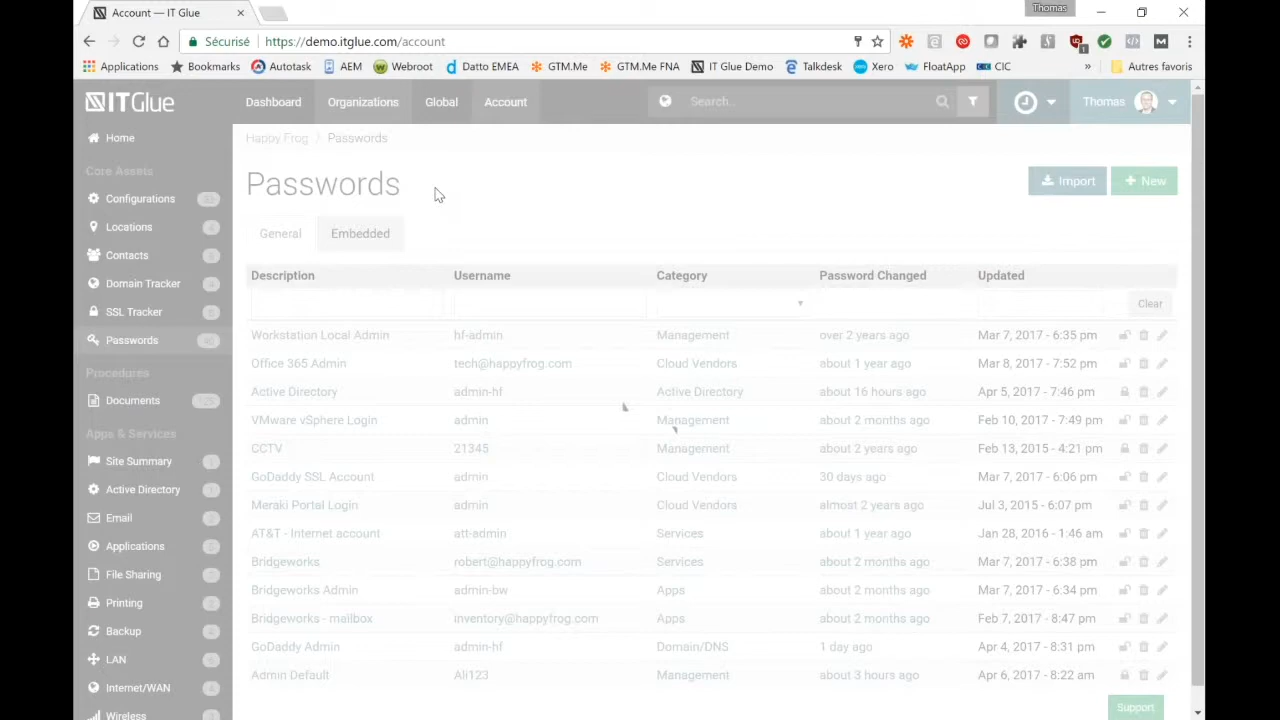 Thomas
Account — IT Glue
Sécurisé https://demo.itglue.com/account
Applications Bookmarks Autotask AEM Webroot Datto EMEA GTM.Me GTM.Me FNA IT Glue Demo Talkdesk Xero FloatApp CIC » Autres favoris
ITGlue Dashboard Organizations Global Account Search... Thomas
Home
Happy Frog / Passwords
Core Assets
Passwords
Import
New
Configurations
Locations
Contacts
Domain Tracker
SSL Tracker
Passwords
Procedures
Documents
Apps & Services
Site Summary
Active Directory
Email
Applications
File Sharing
Printing
Backup
LAN
Internet/WAN
Wireless
General Embedded
Description Username Category Password Changed Updated
Clear
Workstation Local Admin hf-admin Management over 2 years ago Mar 7, 2017 - 6:35 pm
Office 365 Admin tech@happyfrog.com Cloud Vendors about 1 year ago Mar 8, 2017 - 7:52 pm
Active Directory admin-hf Active Directory about 16 hours ago Apr 5, 2017 - 7:46 pm
VMware vSphere Login admin Management about 2 months ago Feb 10, 2017 - 7:49 pm
CCTV 21345 Management about 2 years ago Feb 13, 2015 - 4:21 pm
GoDaddy SSL Account admin Cloud Vendors 30 days ago Mar 7, 2017 - 6:06 pm
Meraki Portal Login admin Cloud Vendors almost 2 years ago Jul 3, 2015 - 6:07 pm
AT&T - Internet account att-admin Services about 1 year ago Jan 28, 2016 - 1:46 am
Bridgeworks robert@happyfrog.com Services about 2 months ago Mar 7, 2017 - 6:38 pm
Bridgeworks Admin admin-bw Apps about 2 months ago Mar 7, 2017 - 6:34 pm
Bridgeworks - mailbox inventory@happyfrog.com Apps about 2 months ago Feb 7, 2017 - 8:47 pm
GoDaddy Admin admin-hf Domain/DNS 1 day ago Apr 4, 2017 - 8:31 pm
Admin Default Ali123 Management about 3 hours ago Apr 6, 2017 - 8:22 am
Support